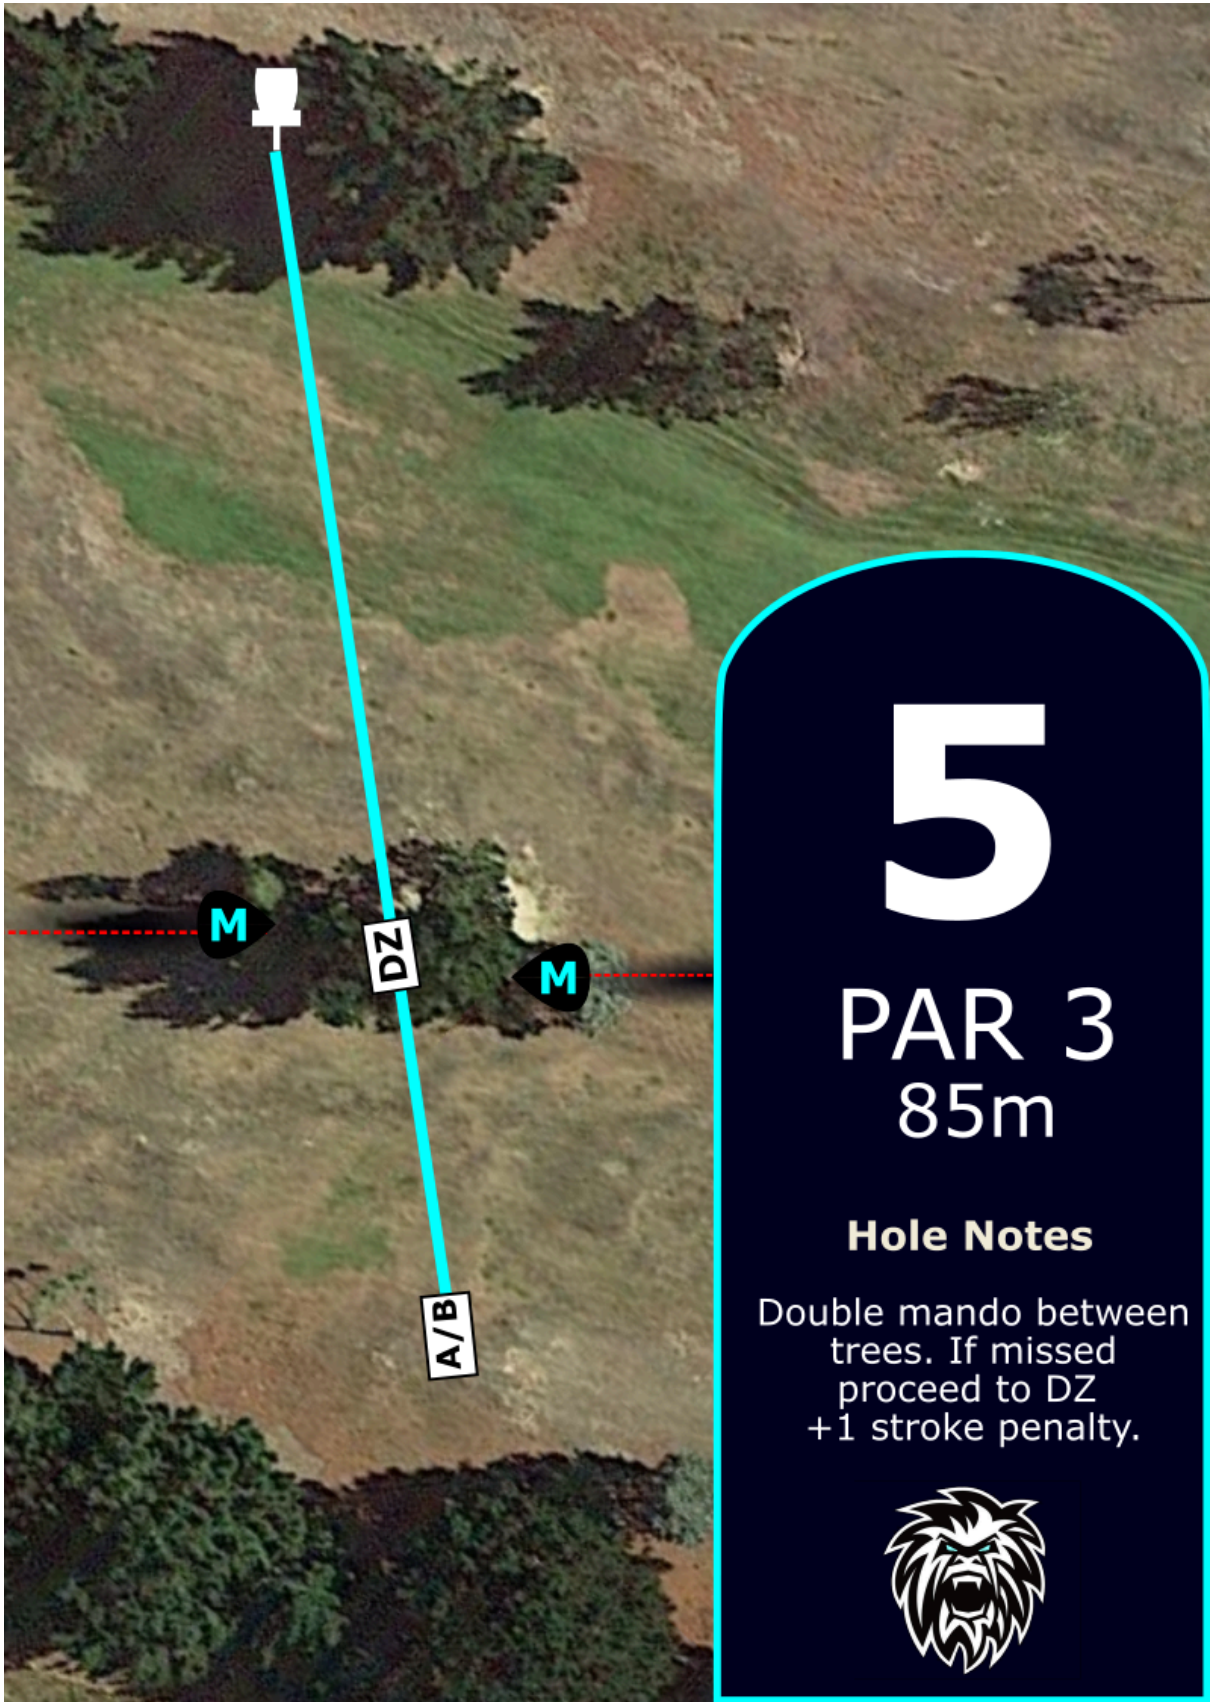 M
DZ
M
A/B
5
PAR 3
85m
Hole Notes
Double mando between
trees. If missed
proceed to DZ
+1 stroke penalty.